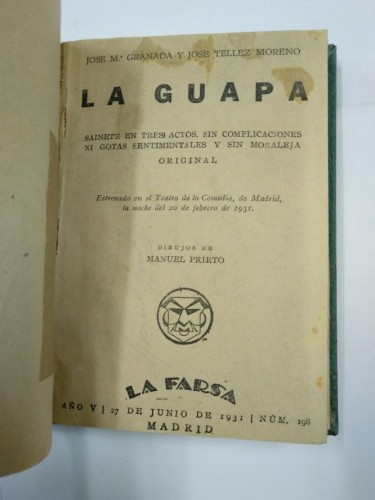 JOSE M.ª GRANADA Y JOSE TELLEZ MORENO
LA GUAPA
SAINETE EN TRES ACTOS, SIN COMPLICACIONES
NI GOTAS SENTIMENTALES Y SIN MORALEJA
ORIGINAL
Estrenado en el Teatro de la Comedia, de Madrid,
la noche del 20 de febrero de 1931.
DIBUJOS DE
MANUEL PRIETO
LA FARSA
AÑO V | 27 DE JUNIO DE 1931 | NÚM. 198
MADRID